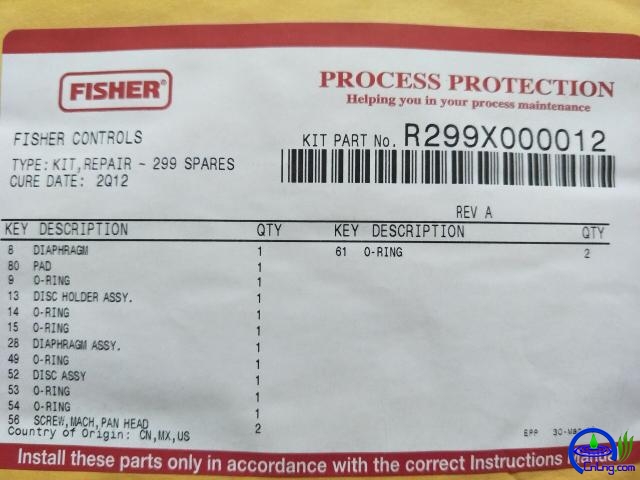 FISHER®
PROCESS PROTECTION
Helping you in your process maintenance
FISHER CONTROLS
KIT PART No. R299X000012
TYPE: KIT, REPAIR - 299 SPARES
CURE DATE: 2Q12
REV A
KEY DESCRIPTION QTY KEY DESCRIPTION QTY
8 DIAPHRAGM 1 61 O-RING 2
80 PAD 1
9 O-RING 1
13 DISC HOLDER ASSY. 1
14 O-RING 1
15 O-RING 1
28 DIAPHRAGM ASSY. 1
49 O-RING 1
52 DISC ASSY 1
53 O-RING 1
54 O-RING 1
56 SCREW, MACH, PAN HEAD 2
Country of Origin: CN,MX,US
Install these parts only in accordance with the correct Instructions